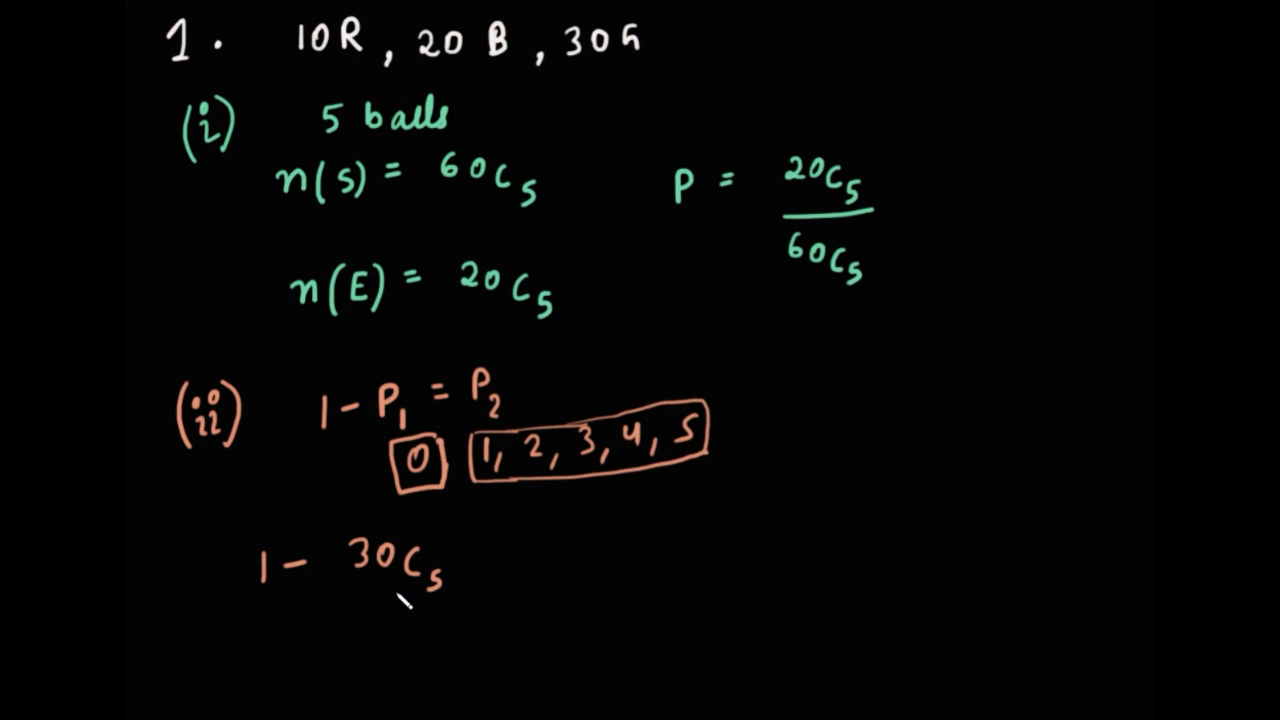 1. 10R, 20 B, 30G
(i) 5 balls
n(S) = 60C5
P = 20C5 / 60C5
n(E) = 20C5
(ii) 1 - P1 = P2
0 1, 2, 3, 4, 5
1 - 30C5